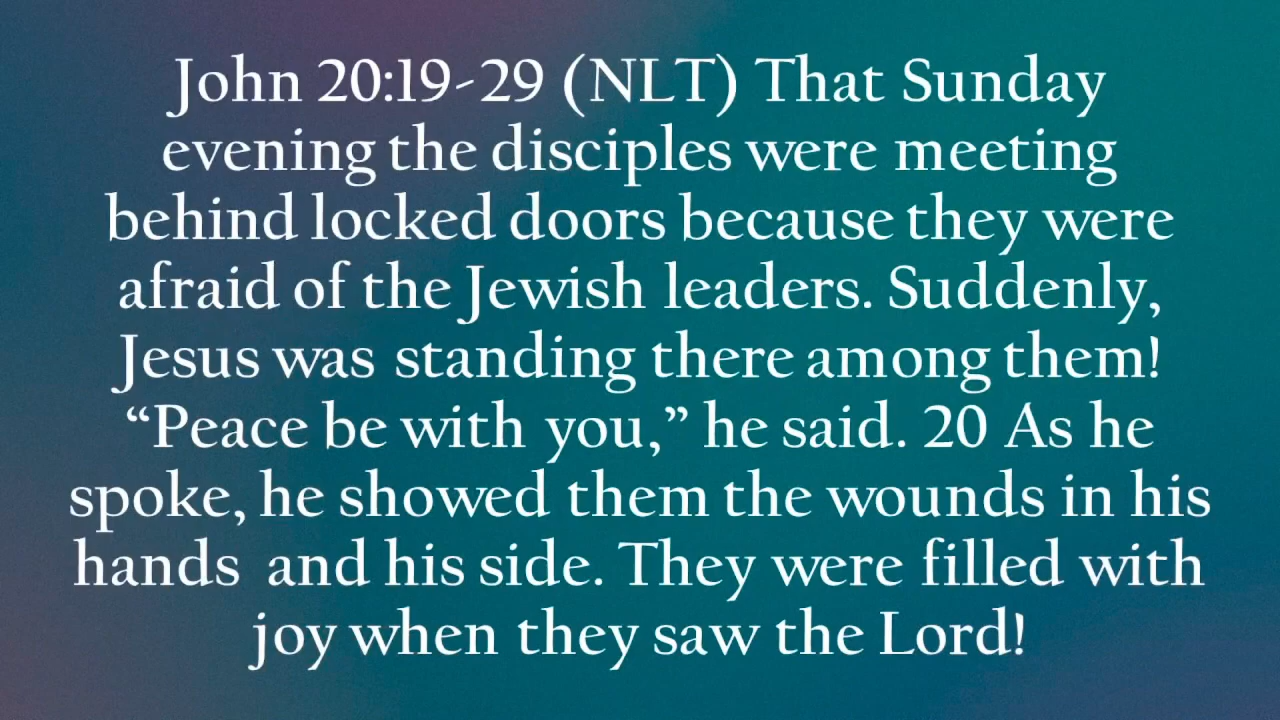 John 20:19-29 (NLT) That Sunday
evening the disciples were meeting
behind locked doors because they were
afraid of the Jewish leaders. Suddenly,
Jesus was standing there among them!
“Peace be with you,” he said. 20 As he
spoke, he showed them the wounds in his
hands  and his side. They were filled with
joy when they saw the Lord!